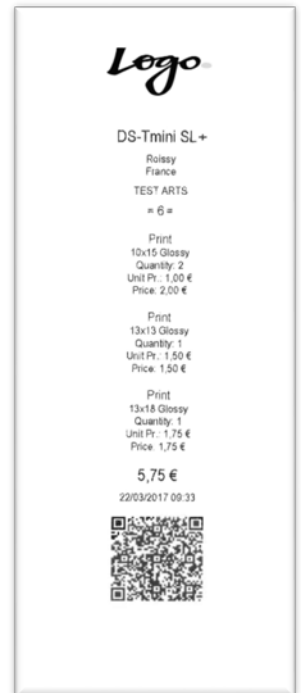 Logo
DS-Tmini SL+
Roissy
France
TEST ARTS
= 6 =
Print
10x15 Glossy
Quantity: 2
Unit Pr.: 1,00 €
Price: 2,00 €
Print
13x13 Glossy
Quantity: 1
Unit Pr.: 1,50 €
Price: 1,50 €
Print
13x18 Glossy
Quantity: 1
Unit Pr.: 1,75 €
Price: 1,75 €
5,75 €
22/03/2017 09:33